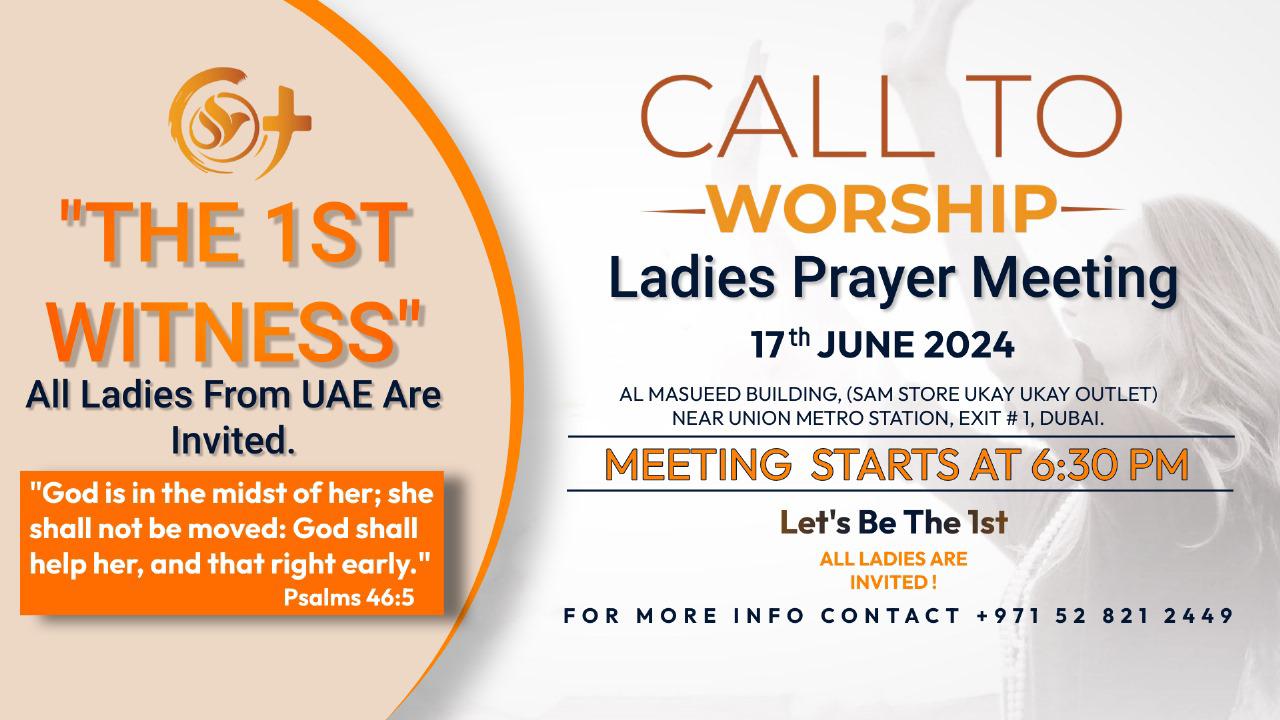 "THE 1ST
WITNESS"
All Ladies From UAE Are
Invited.
"God is in the midst of her; she
shall not be moved: God shall
help her, and that right early."
Psalms 46:5
CALL TO
WORSHIP
Ladies Prayer Meeting
17th JUNE 2024
AL MASUEED BUILDING, (SAM STORE UKAY UKAY OUTLET)
NEAR UNION METRO STATION, EXIT # 1, DUBAI.
MEETING STARTS AT 6:30 PM
Let's Be The 1st
ALL LADIES ARE
INVITED !
FOR MORE INFO CONTACT +971 52 821 2449